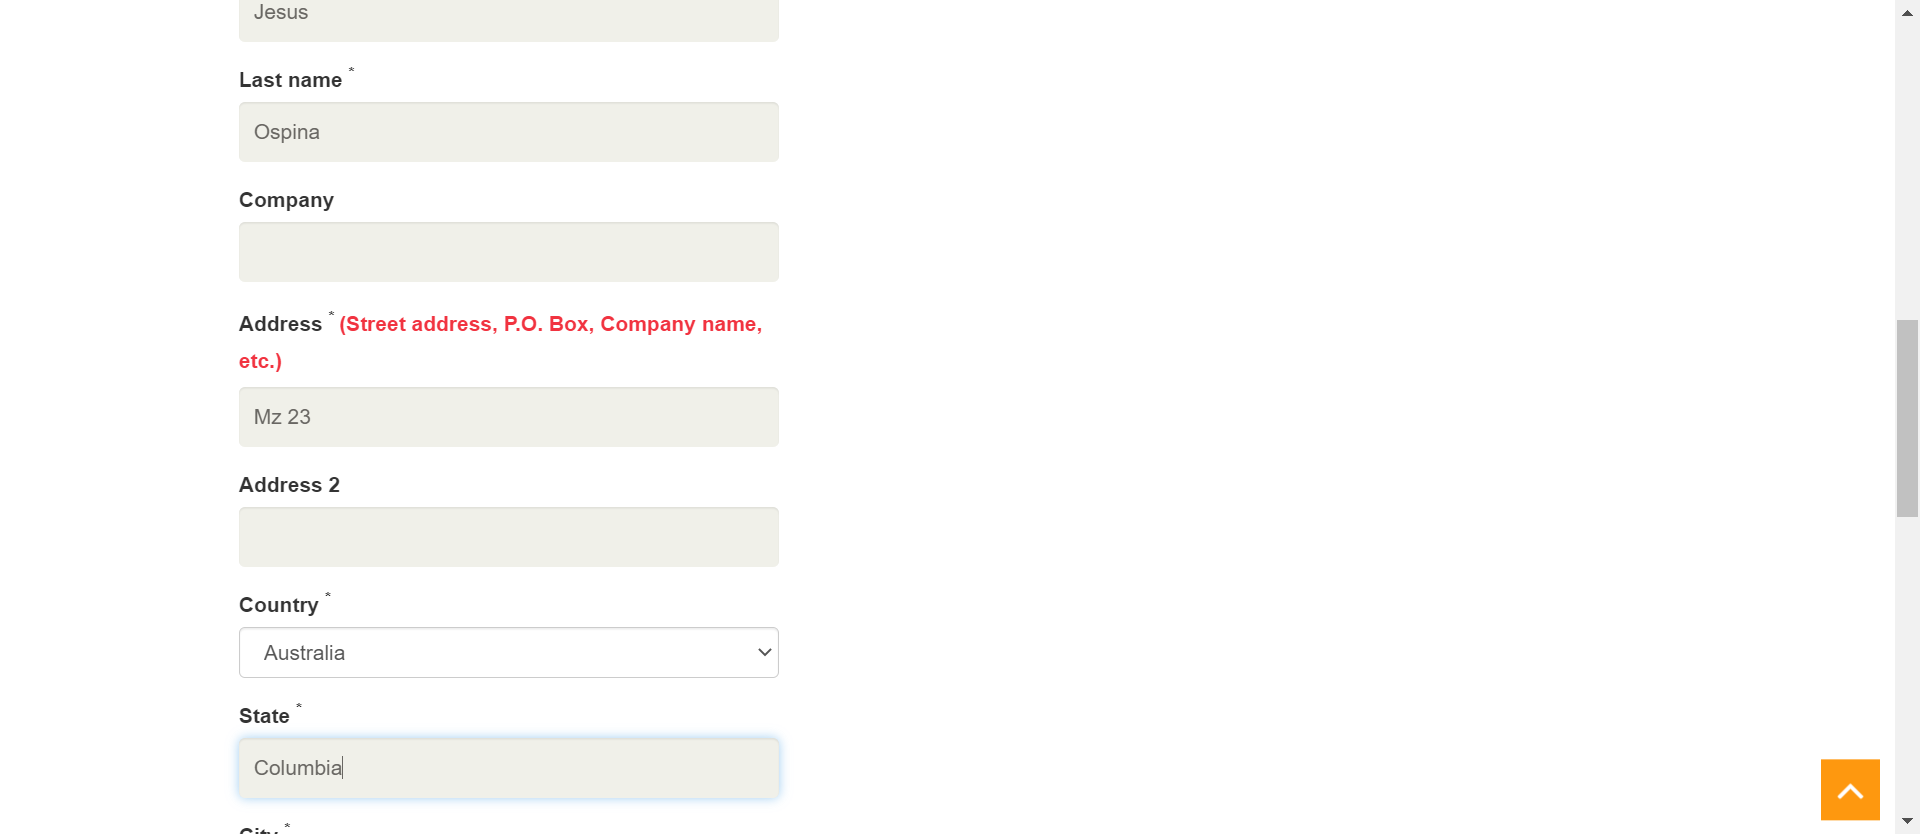 Jesus
Last name *
Ospina
Company
Address * (Street address, P.O. Box, Company name,
etc.)
Mz 23
Address 2
Country *
Australia
State *
Columbia
City *